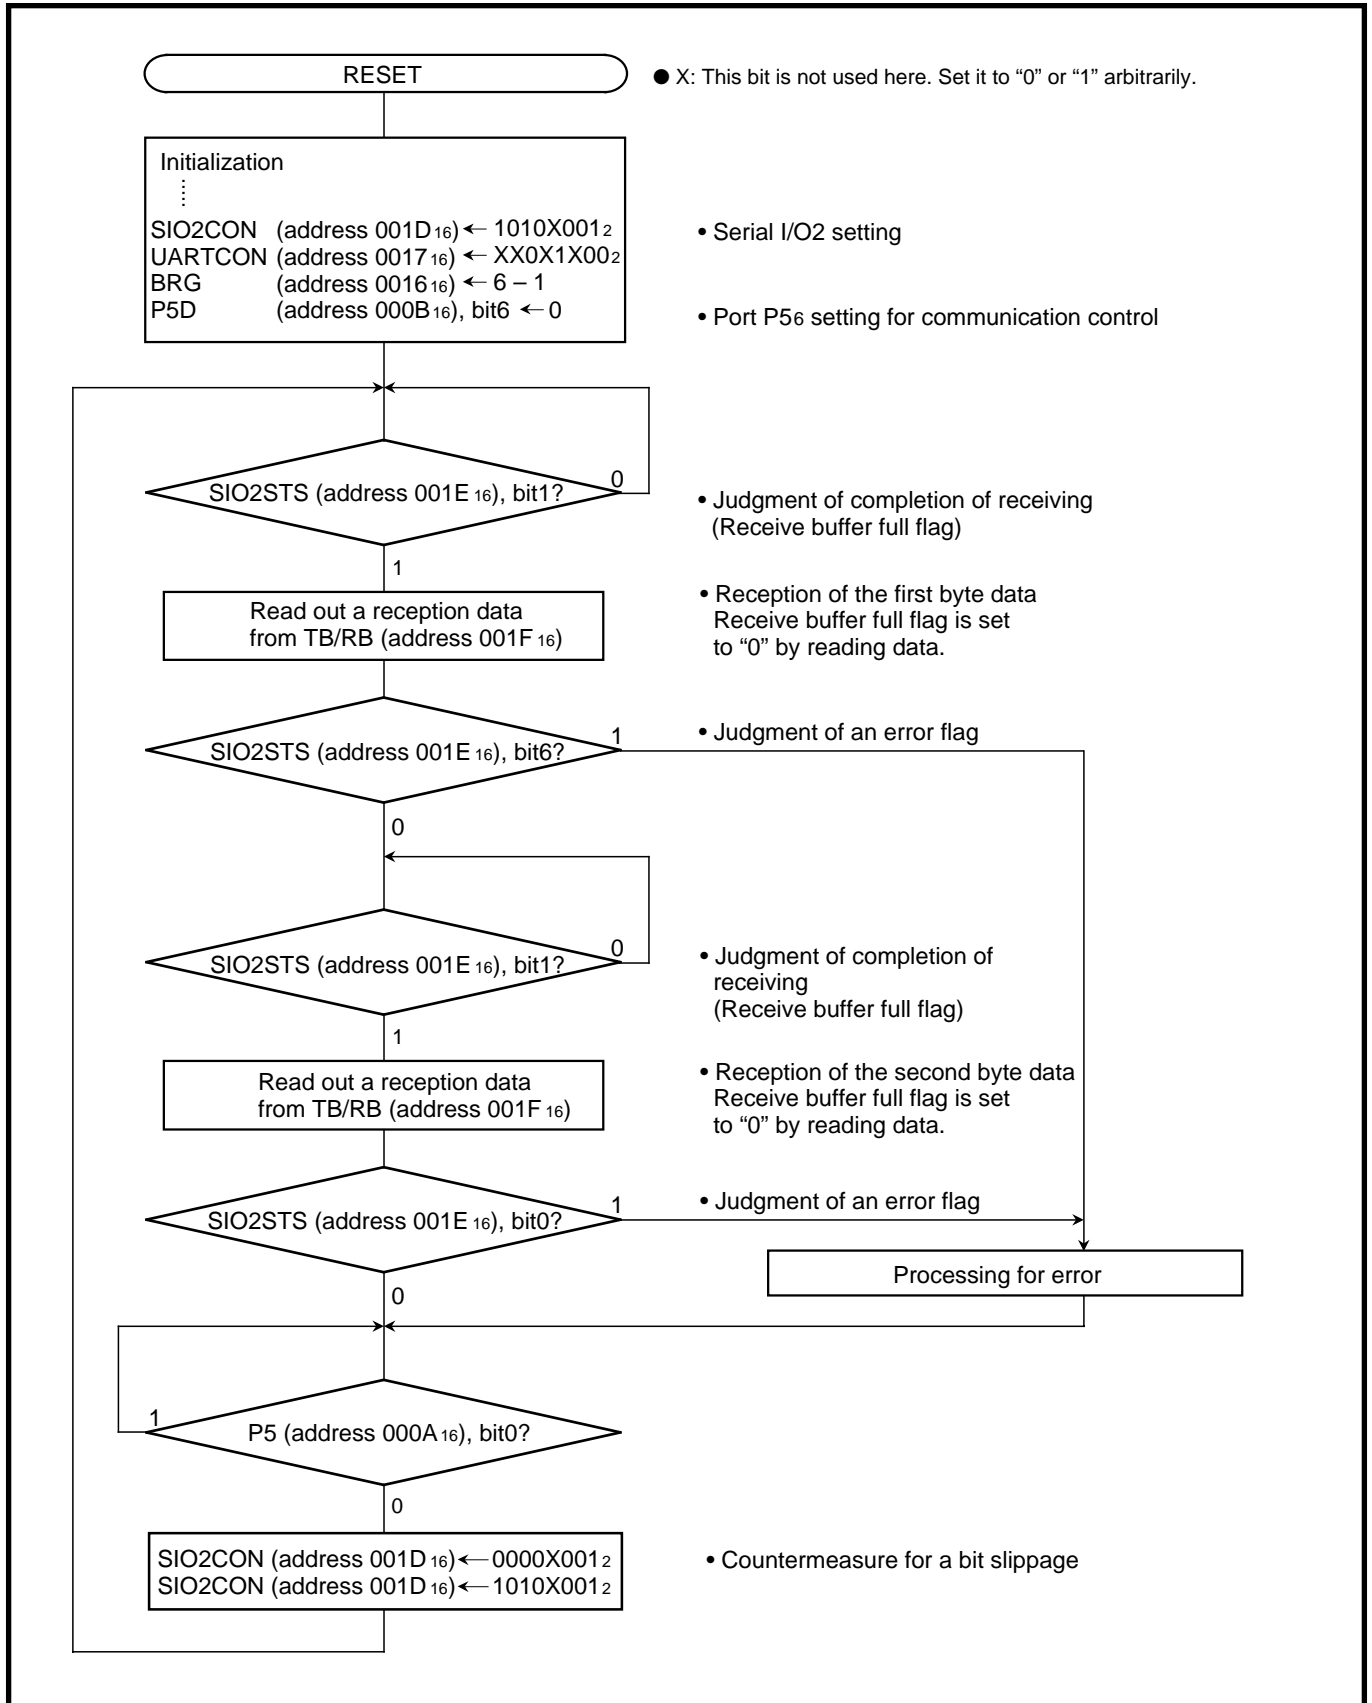 RESET
● X: This bit is not used here. Set it to “0” or “1” arbitrarily.
Initialization
SIO2CON (address 001D16) ← 1010X0012
UARTCON (address 001716) ← XX0X1X002
BRG (address 001616) ← 6 – 1
P5D (address 000B16), bit6 ← 0
• Serial I/O2 setting
• Port P56 setting for communication control
SIO2STS (address 001E16), bit1?
0
1
• Judgment of completion of receiving
(Receive buffer full flag)
Read out a reception data
from TB/RB (address 001F16)
• Reception of the first byte data
Receive buffer full flag is set
to “0” by reading data.
SIO2STS (address 001E16), bit6?
1
0
• Judgment of an error flag
SIO2STS (address 001E16), bit1?
0
1
• Judgment of completion of
receiving
(Receive buffer full flag)
Read out a reception data
from TB/RB (address 001F16)
• Reception of the second byte data
Receive buffer full flag is set
to “0” by reading data.
SIO2STS (address 001E16), bit0?
1
0
• Judgment of an error flag
Processing for error
P5 (address 000A16), bit0?
1
0
SIO2CON (address 001D16) ← 0000X0012
SIO2CON (address 001D16) ← 1010X0012
• Countermeasure for a bit slippage